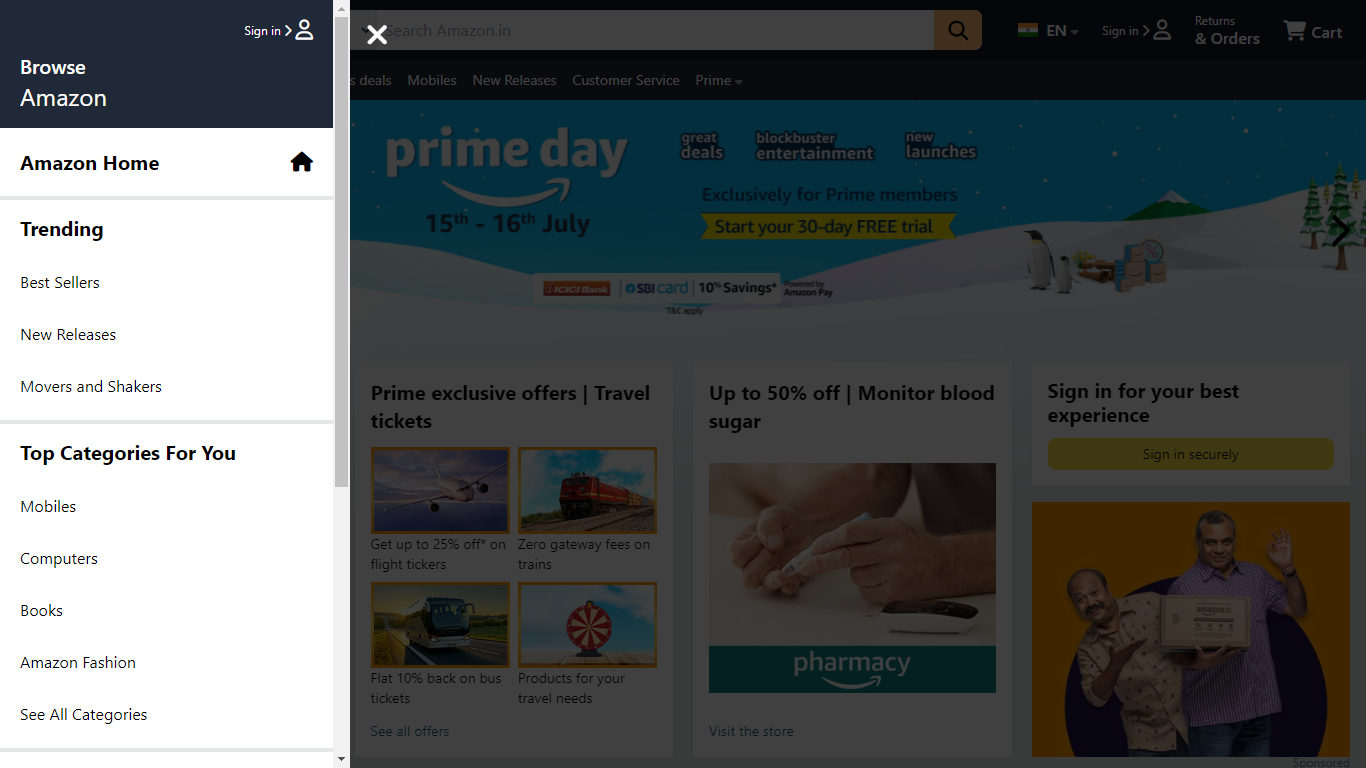 Sign in
Browse
Amazon
Amazon Home
Trending
Best Sellers
New Releases
Movers and Shakers
Top Categories For You
Mobiles
Computers
Books
Amazon Fashion
See All Categories
Search Amazon.in
EN
Sign in
Returns
& Orders
Cart
s deals
Mobiles
New Releases
Customer Service
Prime
prime day
15th - 16th July
great
deals
blockbuster
entertainment
new
launches
Exclusively for Prime members
Start your 30-day FREE trial
ICICI Bank
SBI card
10% Savings*
Powered by
Amazon Pay
*T&C apply
Prime exclusive offers | Travel
tickets
Get up to 25% off* on
flight tickers
Zero gateway fees on
trains
Flat 10% back on bus
tickets
Products for your
travel needs
See all offers
Up to 50% off | Monitor blood
sugar
pharmacy
Visit the store
Sign in for your best
experience
Sign in securely
amazon.in
Sponsored